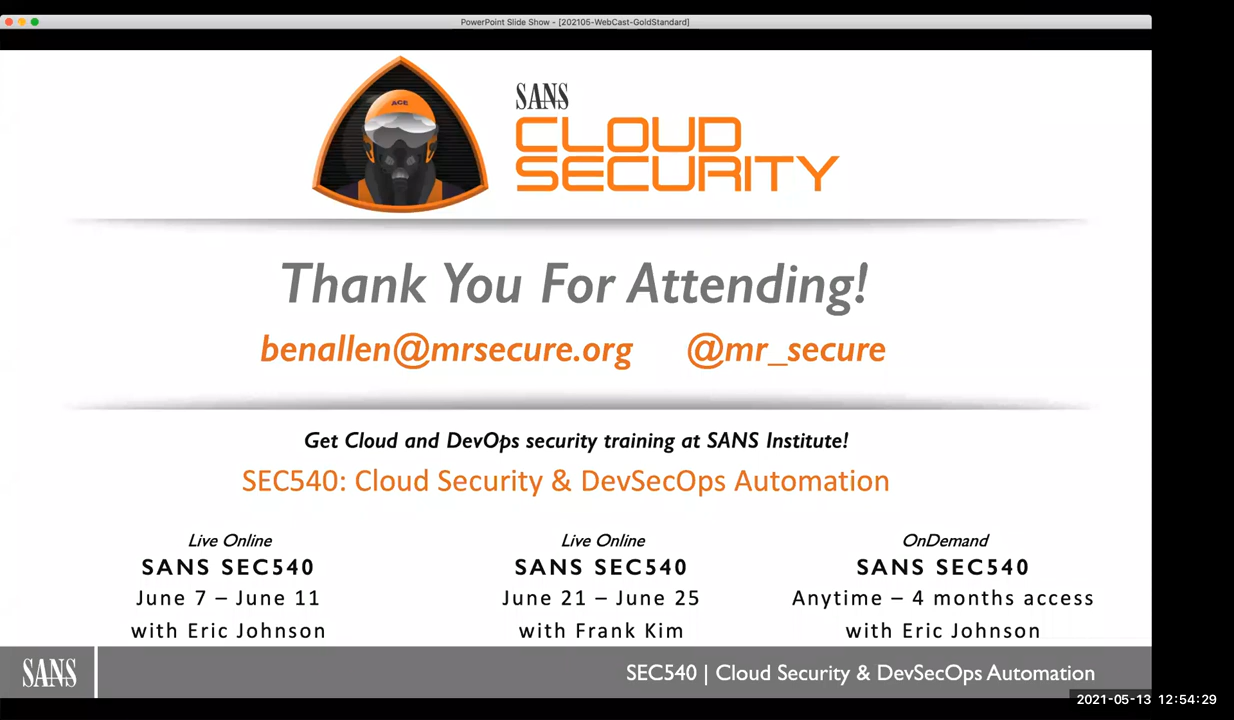 PowerPoint Slide Show - [202105-WebCast-GoldStandard]
ACE
SANS
CLOUD
SECURITY
Thank You For Attending!
benallen@mrsecure.org @mr_secure
Get Cloud and DevOps security training at SANS Institute!
SEC540: Cloud Security & DevSecOps Automation
Live Online
SANS SEC540
June 7 – June 11
with Eric Johnson
Live Online
SANS SEC540
June 21 – June 25
with Frank Kim
OnDemand
SANS SEC540
Anytime – 4 months access
with Eric Johnson
SANS
SEC540 | Cloud Security & DevSecOps Automation
2021-05-13 12:54:29